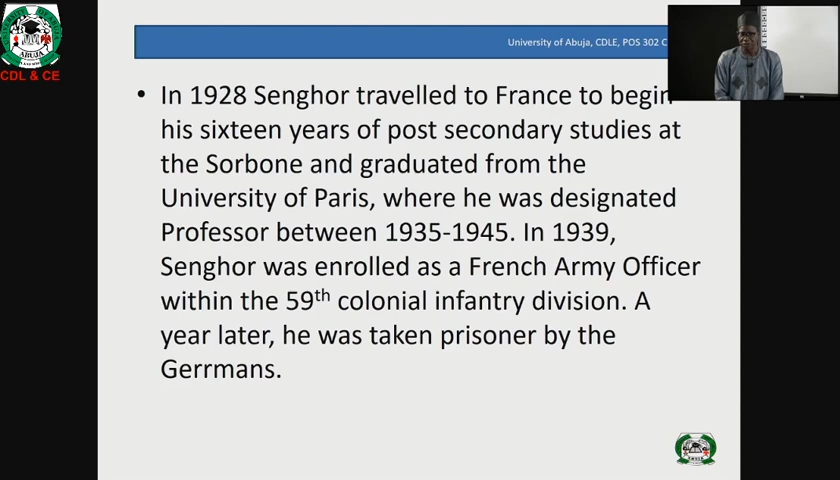 ABUJA
CDL & CE
University of Abuja, CDLE, POS 302 C
• In 1928 Senghor travelled to France to begin
his sixteen years of post secondary studies at
the Sorbone and graduated from the
University of Paris, where he was designated
Professor between 1935-1945. In 1939,
Senghor was enrolled as a French Army Officer
within the 59th colonial infantry division. A
year later, he was taken prisoner by the
Gerrmans.